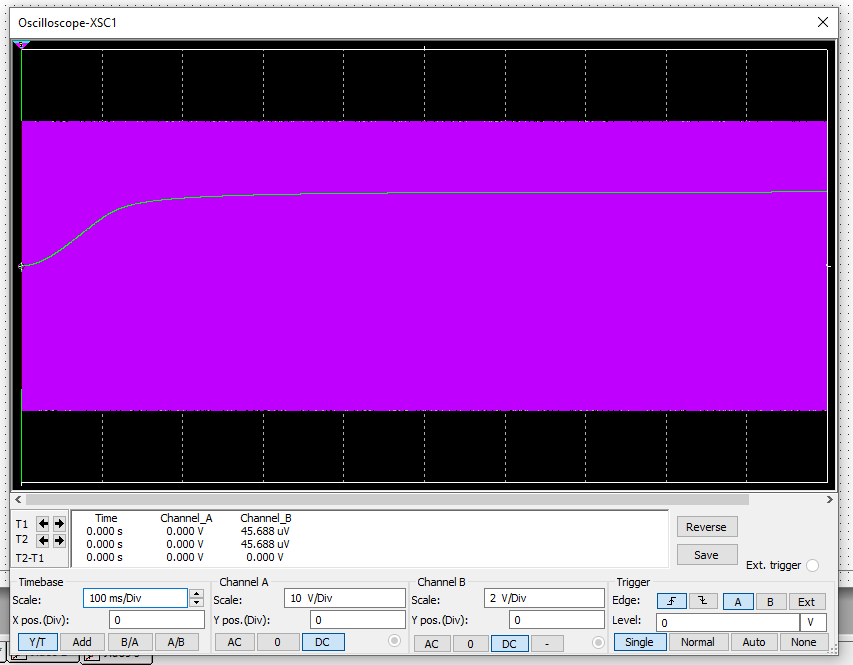 Oscilloscope-XSC1
T1
T2
T2-T1
Time Channel_A Channel_B
0.000 s 0.000 V 45.688 uV
0.000 s 0.000 V 45.688 uV
0.000 s 0.000 V 0.000 V
Reverse
Save
Ext. trigger
Timebase
Scale: 100 ms/Div
X pos.(Div): 0
Y/T Add B/A A/B
Channel A
Scale: 10 V/Div
Y pos.(Div): 0
AC 0 DC
Channel B
Scale: 2 V/Div
Y pos.(Div): 0
AC 0 DC -
Trigger
Edge: A B Ext
Level: 0 V
Single Normal Auto None